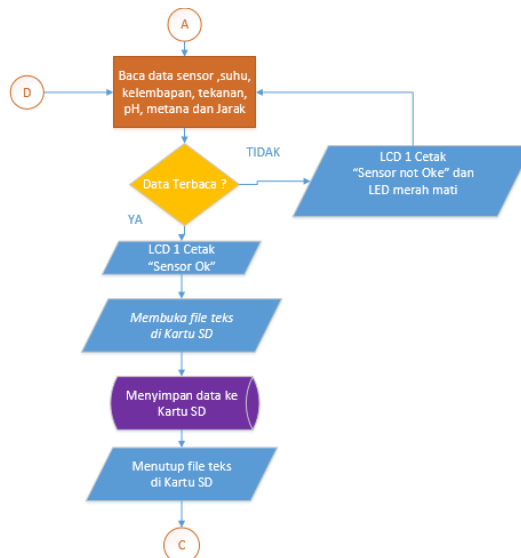 A
D
Baca data sensor ,suhu,
kelembapan, tekanan,
pH, metana dan Jarak
TIDAK
LCD 1 Cetak
“Sensor not Oke” dan
LED merah mati
Data Terbaca ?
YA
LCD 1 Cetak
“Sensor Ok”
Membuka file teks
di Kartu SD
Menyimpan data ke
Kartu SD
Menutup file teks
di Kartu SD
C